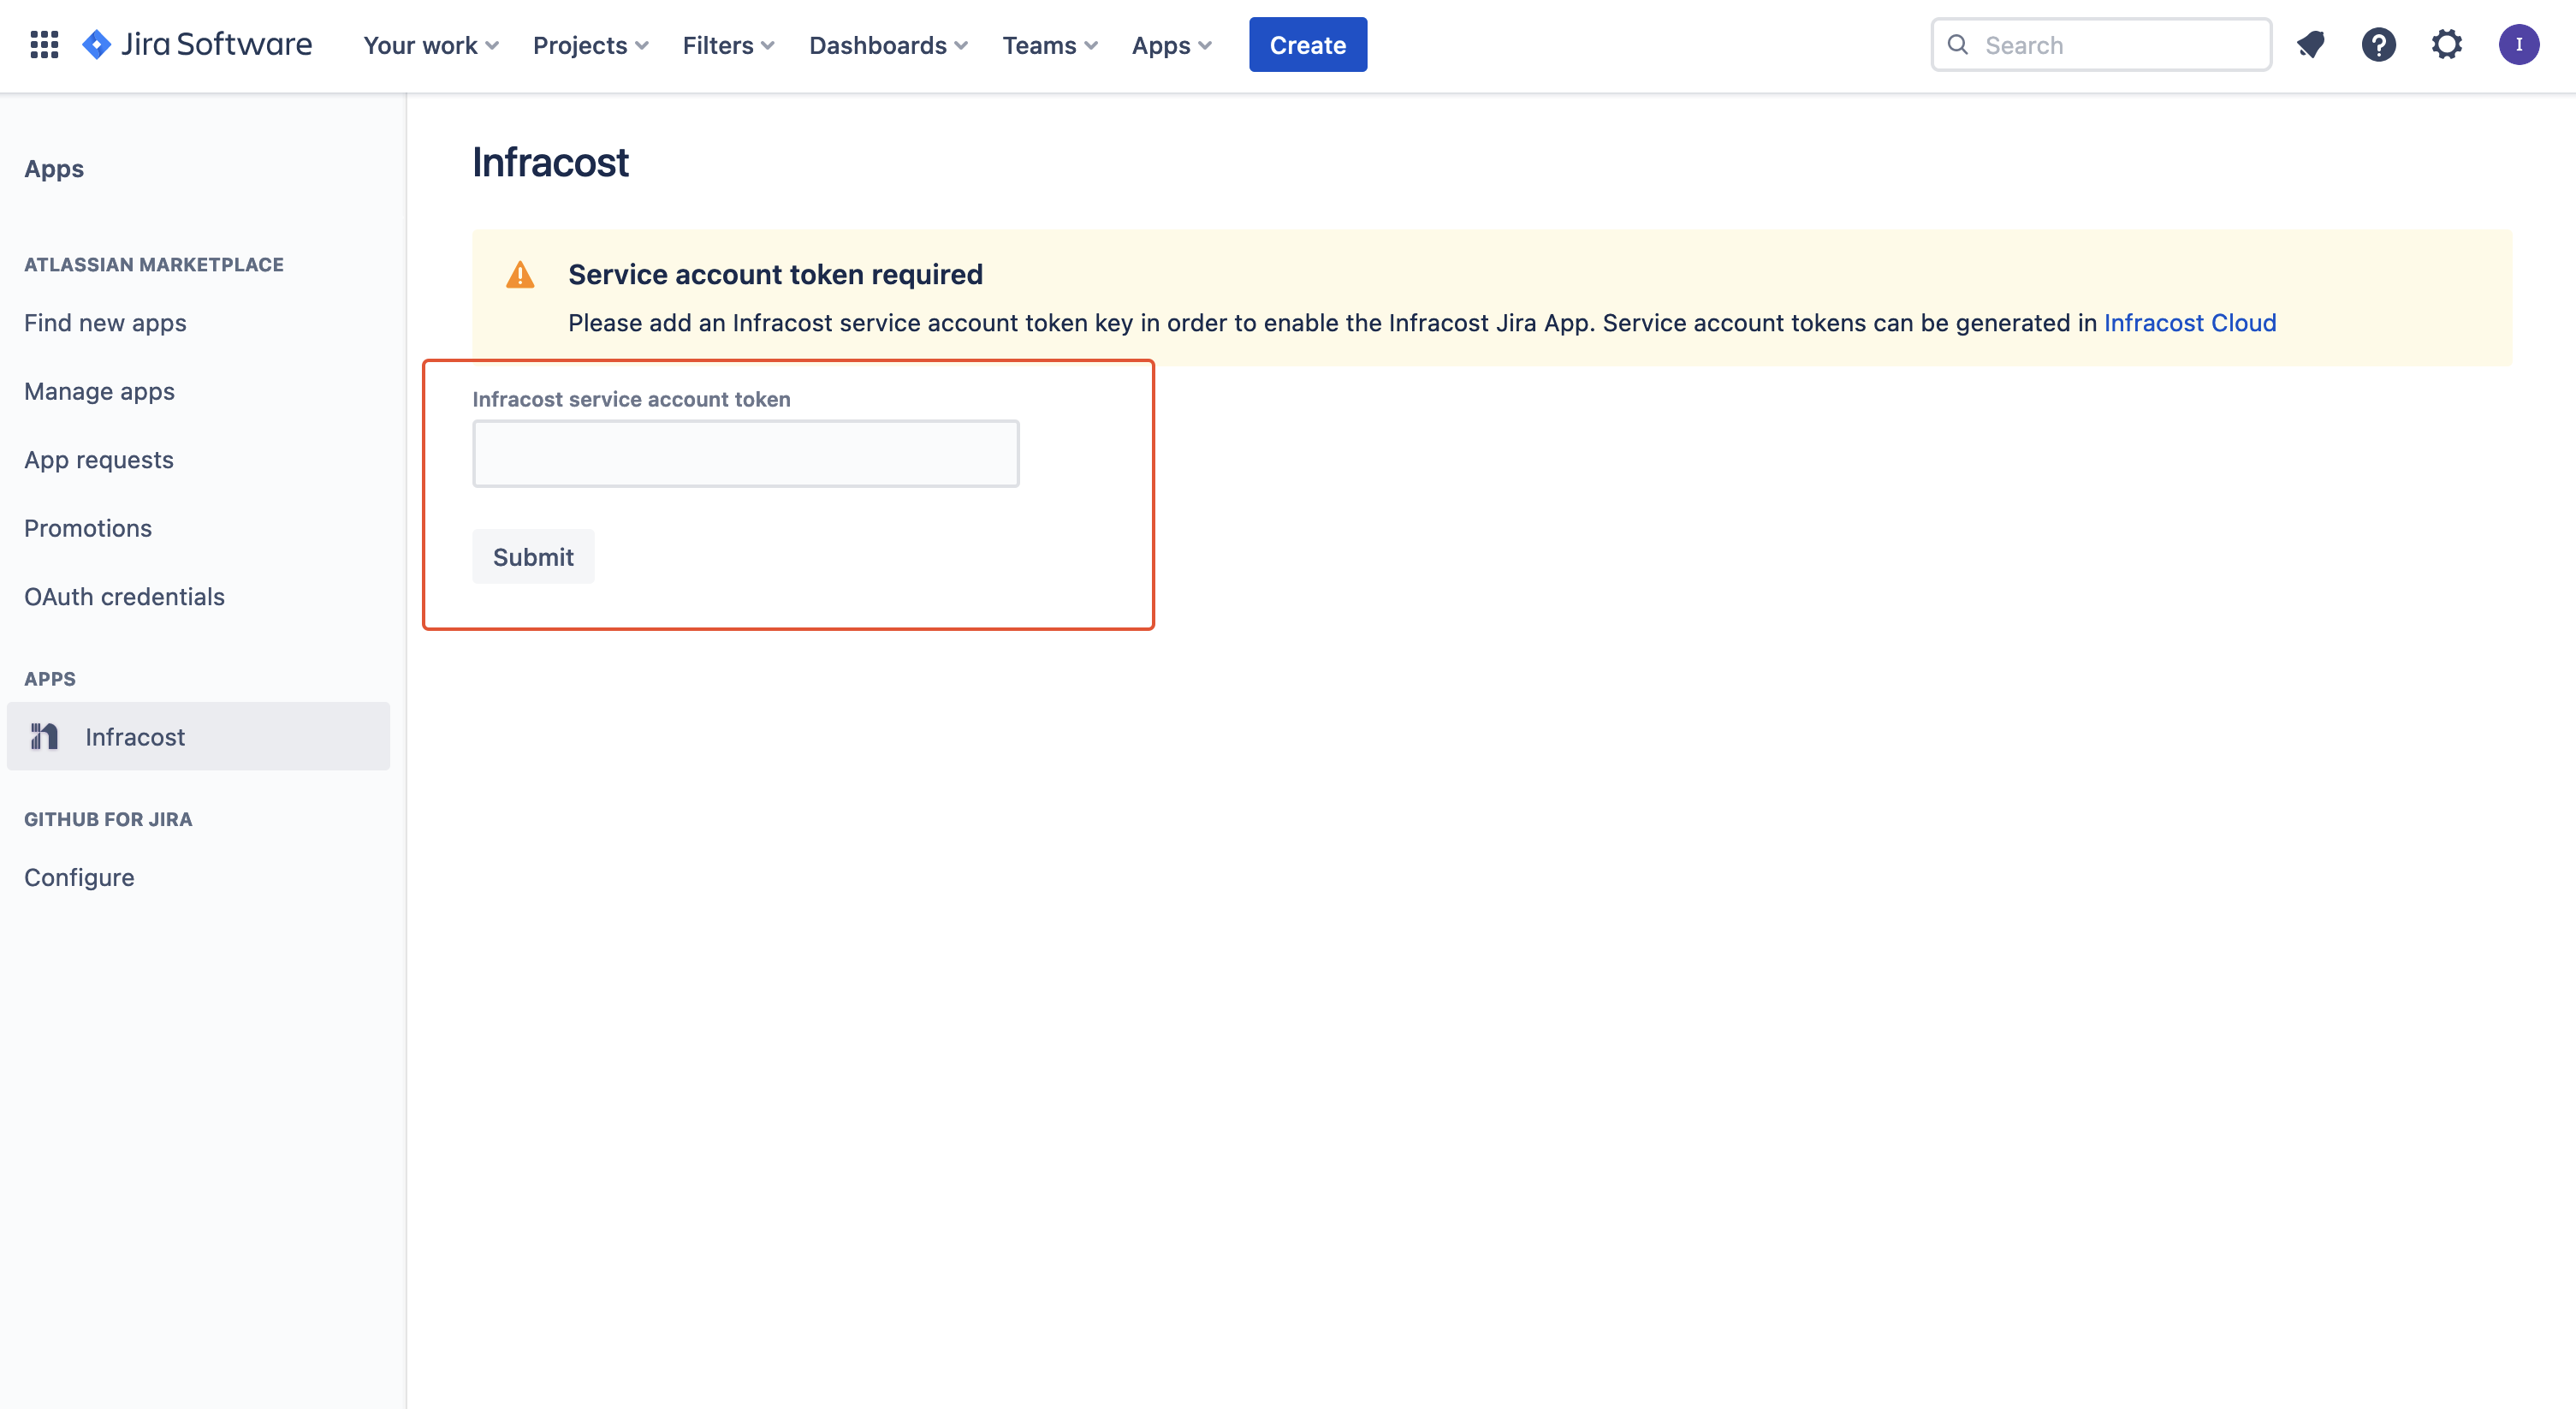 Jira Software Your work Projects Filters Dashboards Teams Apps Create Search ? I
Apps
ATLASSIAN MARKETPLACE
Find new apps
Manage apps
App requests
Promotions
OAuth credentials
APPS
Infracost
GITHUB FOR JIRA
Configure
Infracost
Service account token required
Please add an Infracost service account token key in order to enable the Infracost Jira App. Service account tokens can be generated in Infracost Cloud
Infracost service account token
Submit